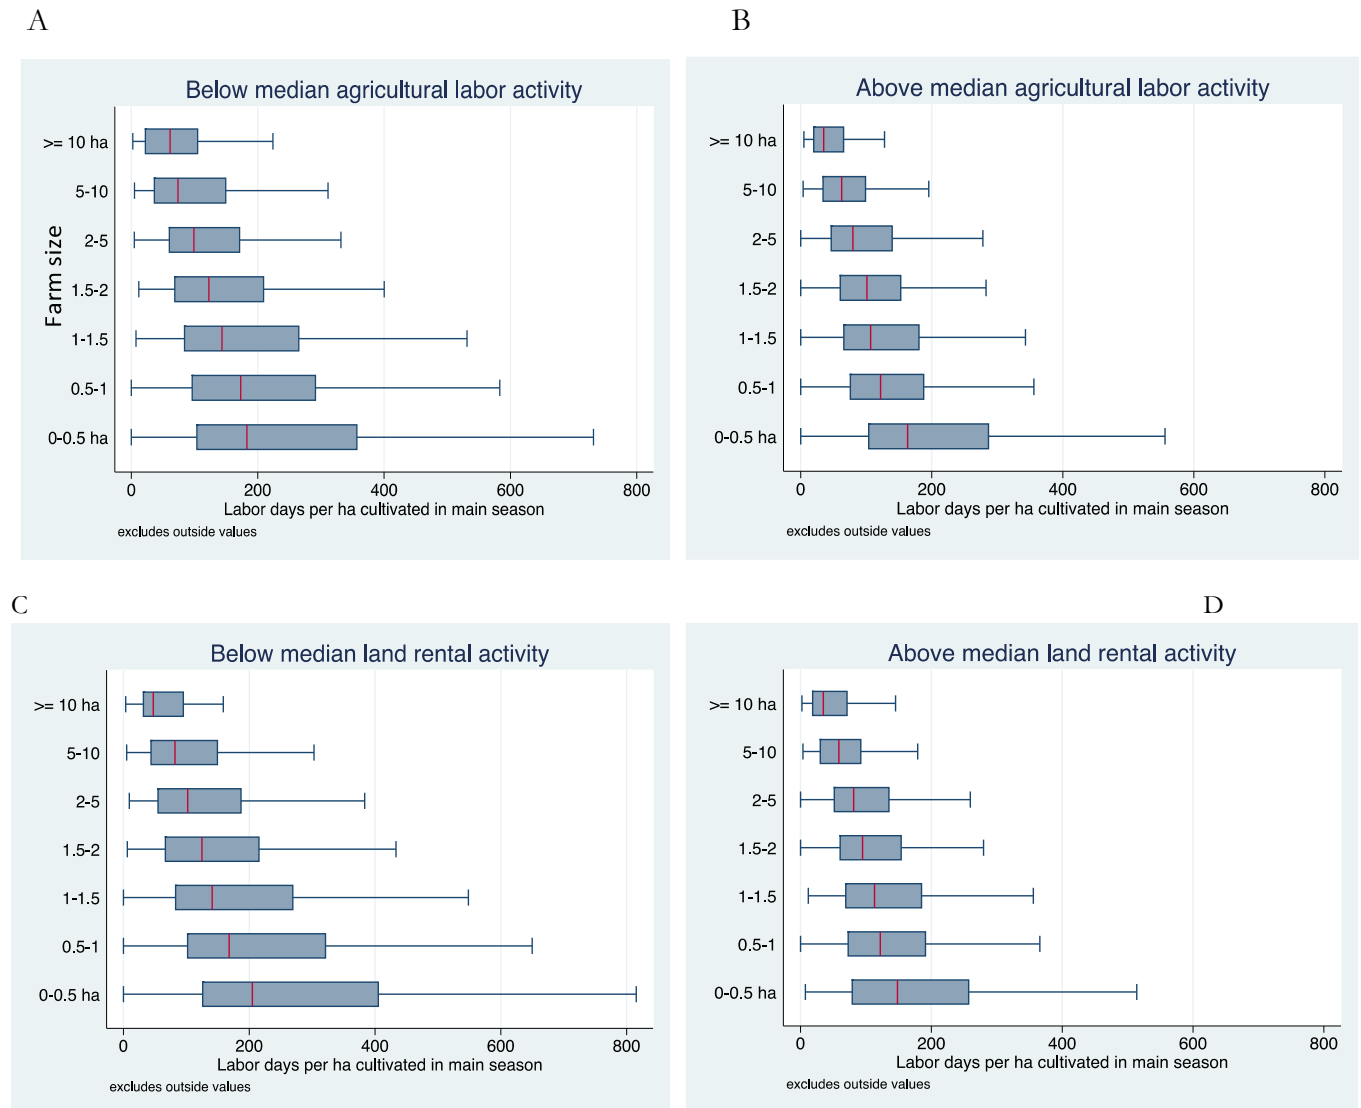 A
B
Below median agricultural labor activity
Farm size
>= 10 ha
5-10
2-5
1.5-2
1-1.5
0.5-1
0-0.5 ha
0 200 400 600 800
Labor days per ha cultivated in main season
excludes outside values
Above median agricultural labor activity
>= 10 ha
5-10
2-5
1.5-2
1-1.5
0.5-1
0-0.5 ha
0 200 400 600 800
Labor days per ha cultivated in main season
excludes outside values
C
D
Below median land rental activity
>= 10 ha
5-10
2-5
1.5-2
1-1.5
0.5-1
0-0.5 ha
0 200 400 600 800
Labor days per ha cultivated in main season
excludes outside values
Above median land rental activity
>= 10 ha
5-10
2-5
1.5-2
1-1.5
0.5-1
0-0.5 ha
0 200 400 600 800
Labor days per ha cultivated in main season
excludes outside values